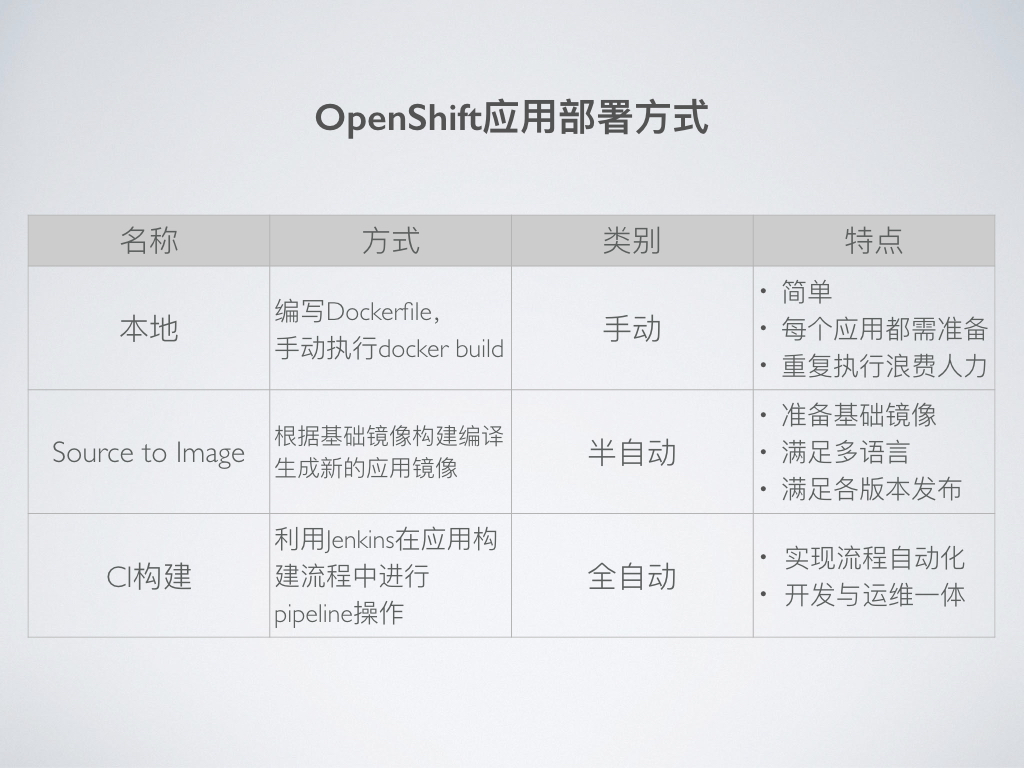 OpenShift应用部署方式
名称 方式 类别 特点
本地
编写Dockerfile，
手动执行docker build
手动
• 简单
• 每个应用都需准备
• 重复执行浪费人力
Source to Image
根据基础镜像构建编译
生成新的应用镜像
半自动
• 准备基础镜像
• 满足多语言
• 满足各版本发布
CI构建
利用Jenkins在应用构
建流程中进行
pipeline操作
全自动
• 实现流程自动化
• 开发与运维一体